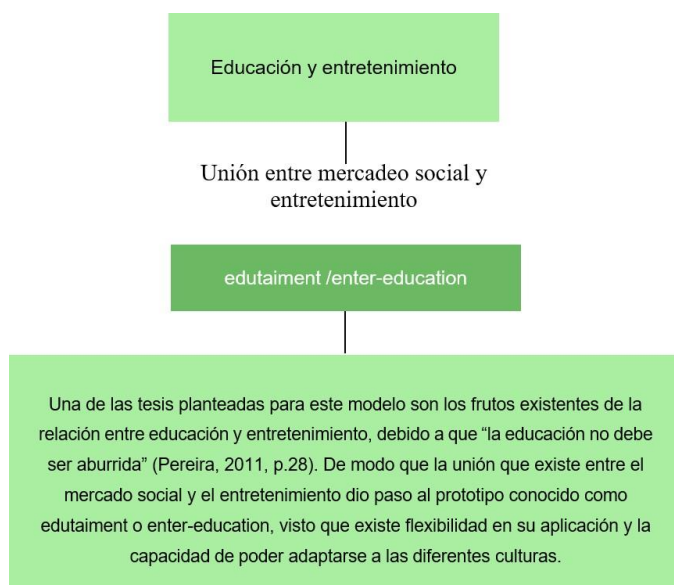 Educación y entretenimiento
Unión entre mercadeo social y
entretenimiento
edutaiment /enter-education
Una de las tesis planteadas para este modelo son los frutos existentes de la
relación entre educación y entretenimiento, debido a que “la educación no debe
ser aburrida” (Pereira, 2011, p.28). De modo que la unión que existe entre el
mercado social y el entretenimiento dio paso al prototipo conocido como
edutaiment o enter-education, visto que existe flexibilidad en su aplicación y la
capacidad de poder adaptarse a las diferentes culturas.